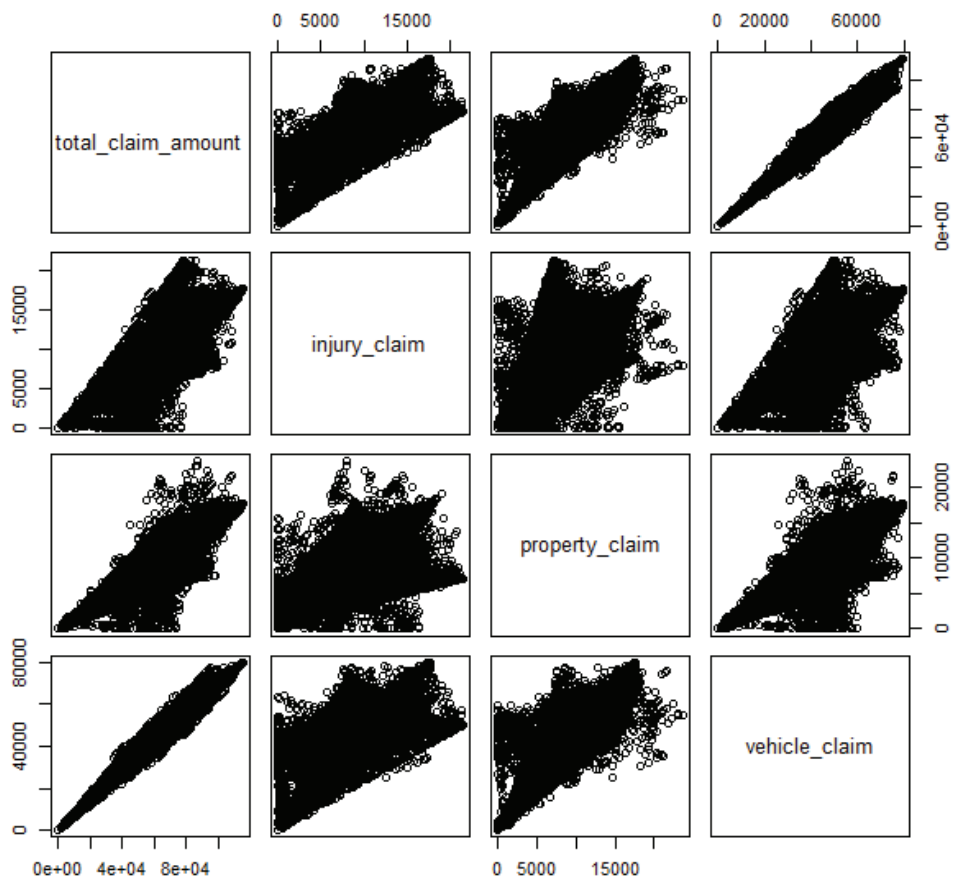 0 5000 15000
0 20000 60000
total_claim_amount
0e+00 6e+04
0 5000 15000
injury_claim
property_claim
0 10000 20000
0 40000 80000
vehicle_claim
0e+00 4e+04 8e+04
0 5000 15000